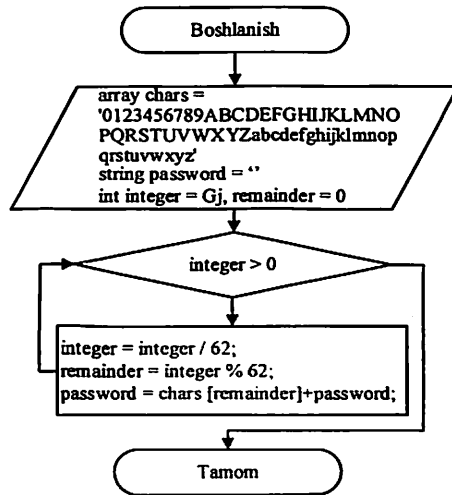 Boshlanish
array chars =
'0123456789ABCDEFGHIJKLMNO
PQRSTUVWXYZabcdefghijklmnop
qrstuvwxyz'
string password = ‘’
int integer = Gj, remainder = 0
integer > 0
integer = integer / 62;
remainder = integer % 62;
password = chars [remainder]+password;
Tamom